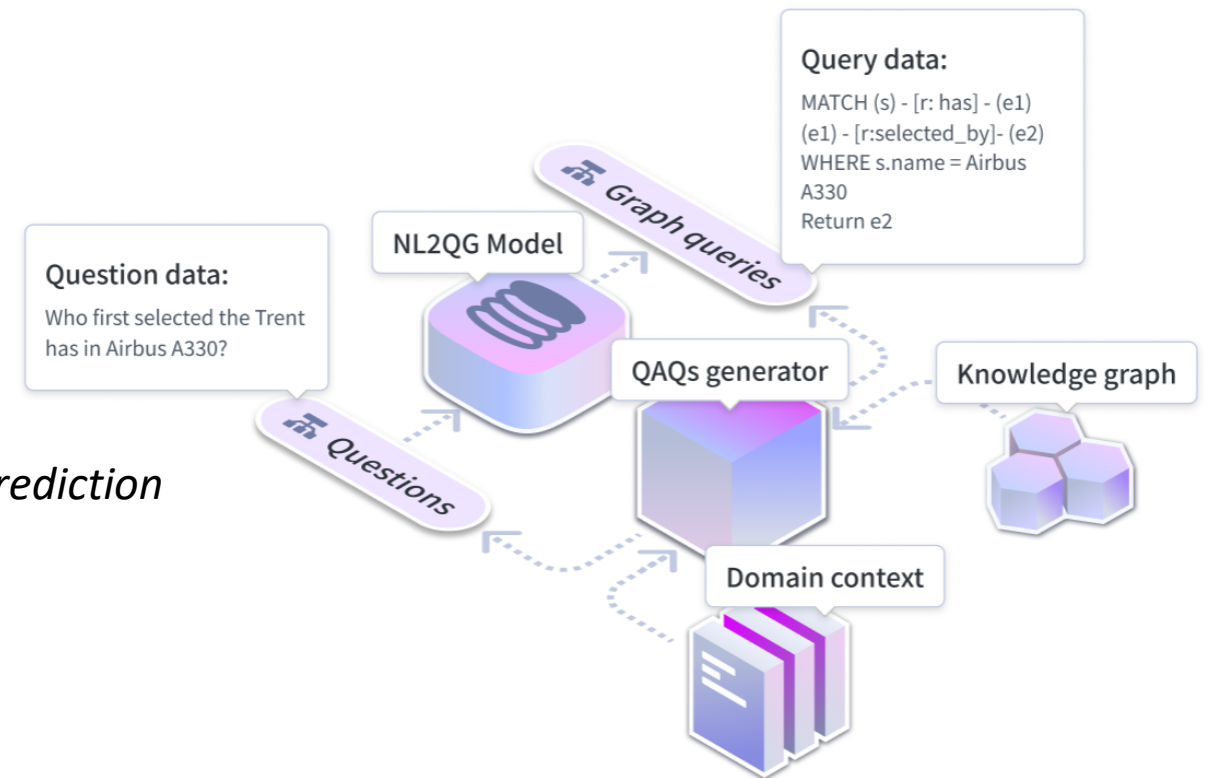 Query data:
MATCH (s) - [r: has] - (e1)
(e1) - [r:selected_by]- (e2)
WHERE s.name = Airbus
A330
Return e2
Graph queries
NL2QG Model
Question data:
Who first selected the Trent
has in Airbus A330?
QAQs generator
Knowledge graph
Questions
rediction
Domain context